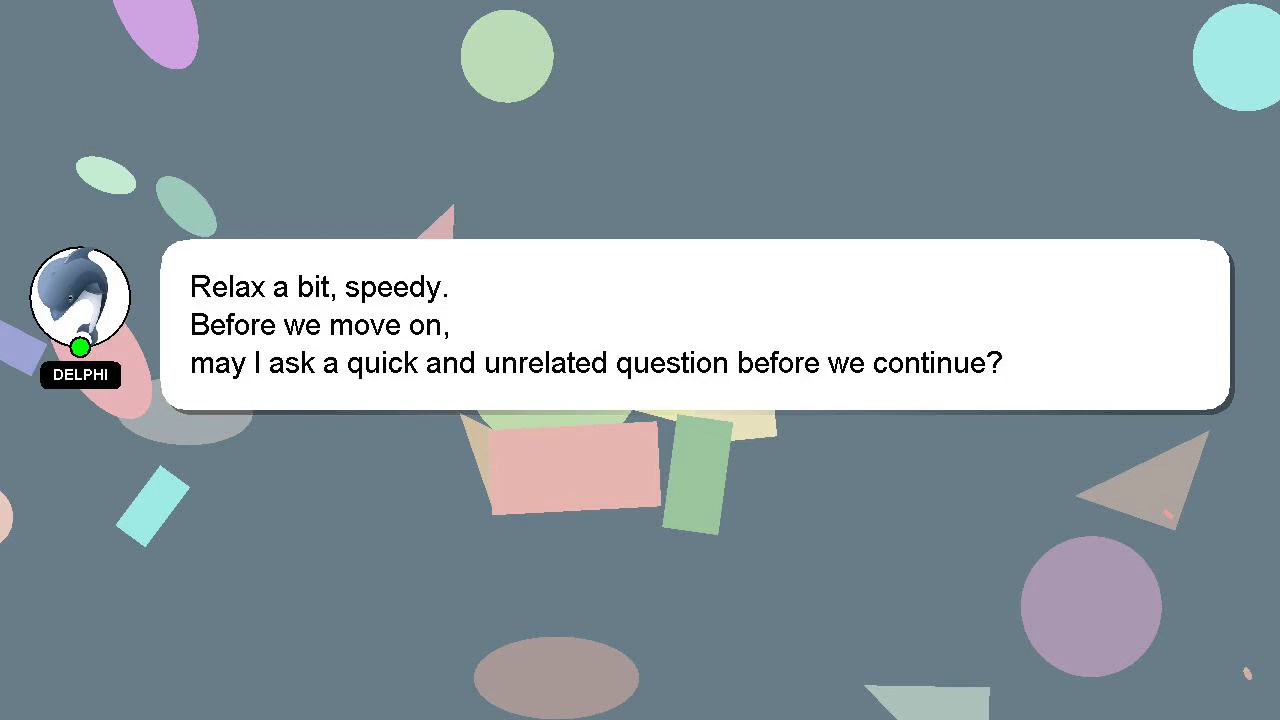 Relax a bit, speedy.
Before we move on,
may I ask a quick and unrelated question before we continue?
DELPHI